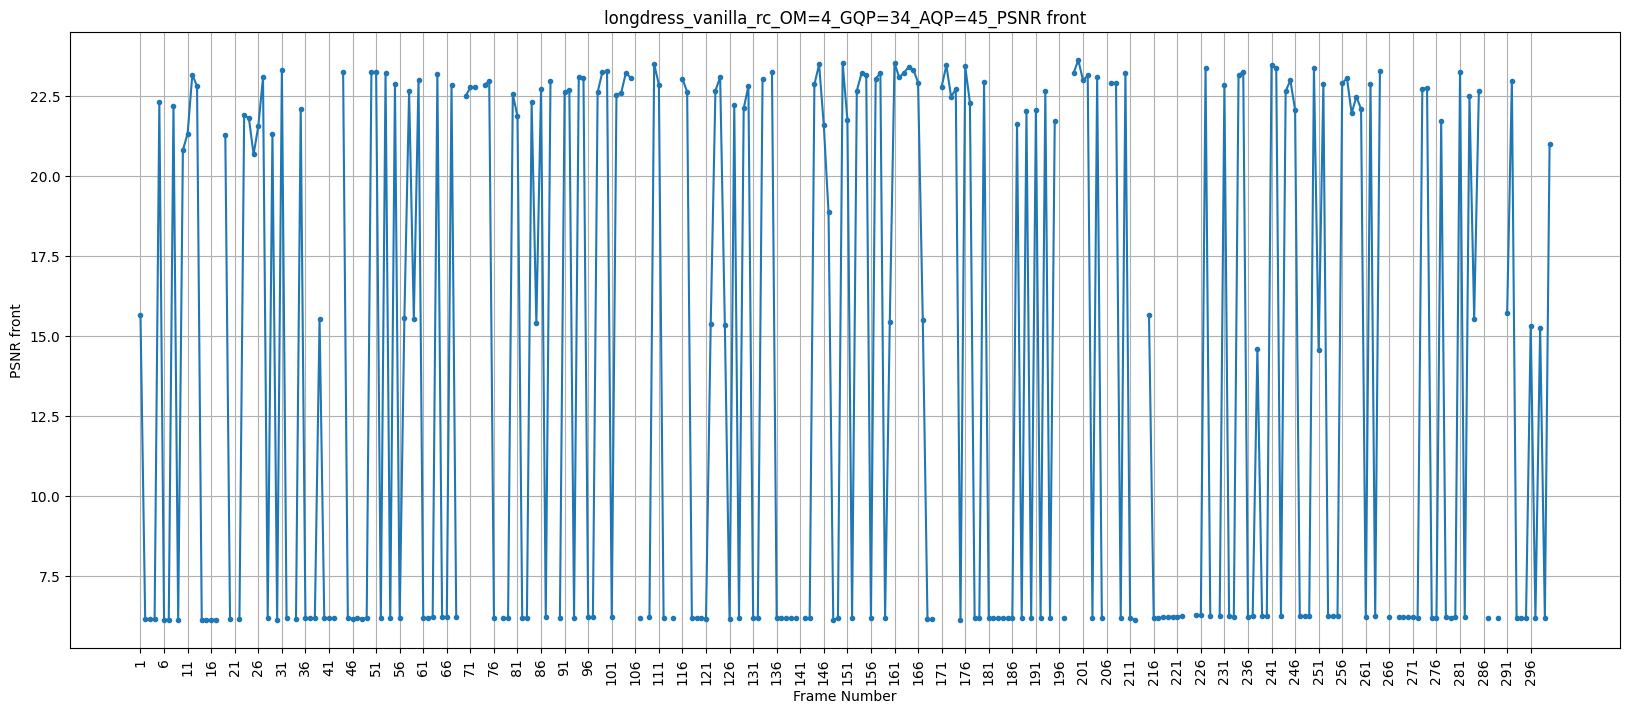 longdress_vanilla_rc_OM=4_GQP=34_AQP=45_PSNR front
PSNR front
22.5
20.0
17.5
15.0
12.5
10.0
7.5
1 6 11 16 21 26 31 36 41 46 51 56 61 66 71 76 81 86 91 96 101 106 111 116 121 126 131 136 141 146 151 156 161 166 171 176 181 186 191 196 201 206 211 216 221 226 231 236 241 246 251 256 261 266 271 276 281 286 291 296
Frame Number